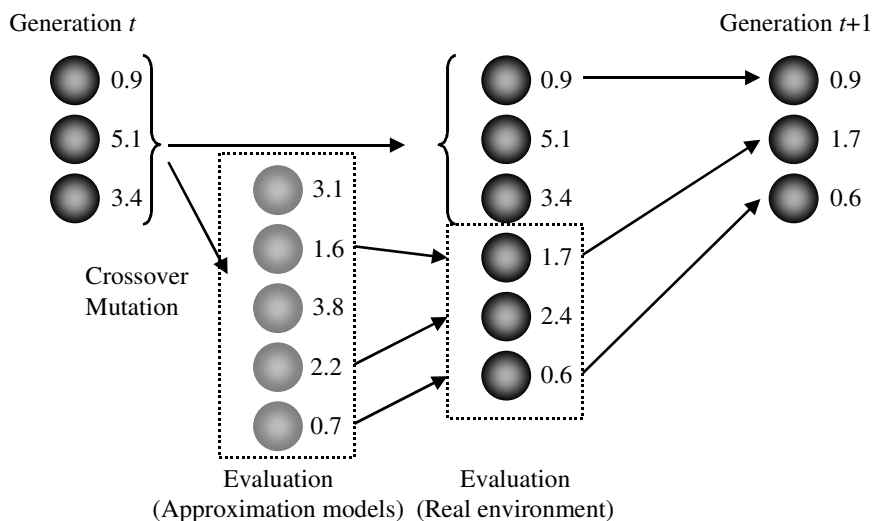 Generation t
Generation t+1
0.9
5.1
3.4
Crossover
Mutation
3.1
1.6
3.8
2.2
0.7
0.9
5.1
3.4
1.7
2.4
0.6
0.9
1.7
0.6
Evaluation
(Approximation models)
Evaluation
(Real environment)